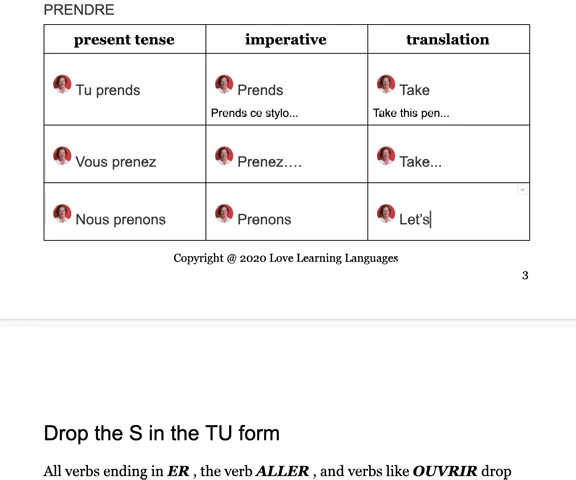 PRENDRE
present tense imperative translation
Tu prends Prends Take
Prends ce stylo... Take this pen...
Vous prenez Prenez.... Take...
Nous prenons Prenons Let's
Copyright @ 2020 Love Learning Languages
3
Drop the S in the TU form
All verbs ending in ER , the verb ALLER , and verbs like OUVRIR drop